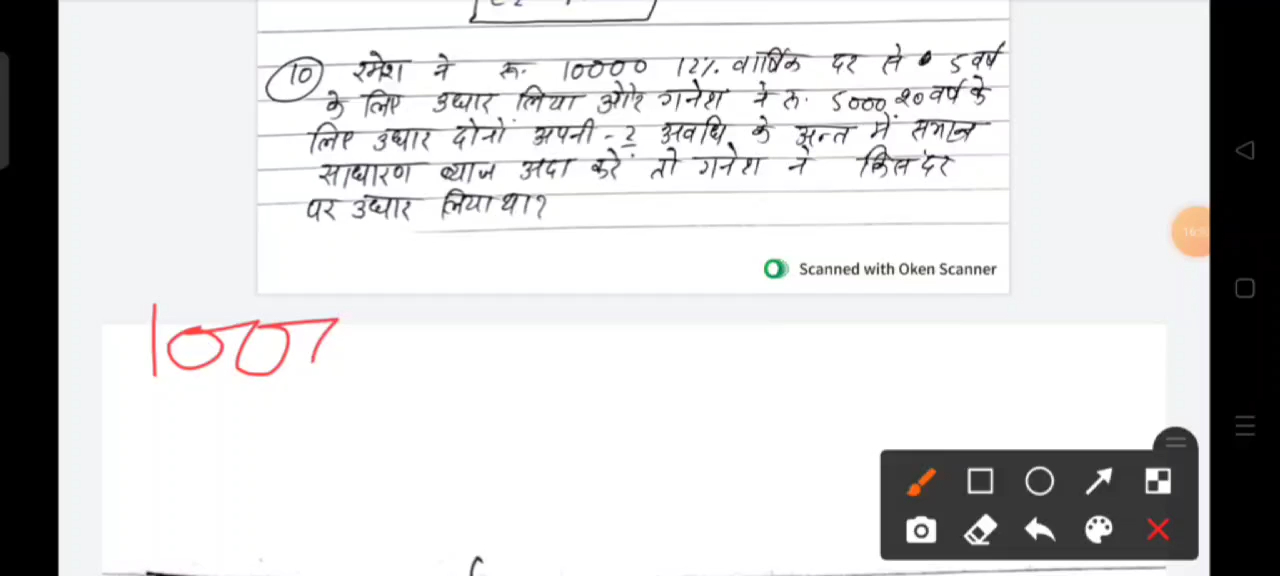 (10) रमेश ने रू. 10000 12% वार्षिक दर से 5 वर्ष
के लिए उधार लिया और गनेश ने रु. 5000 20 वर्ष के
लिए उधार दोनों अपनी -2 अवधि के अन्त में समान
साधारण ब्याज अदा करें तो गनेश ने किस दर
पर उधार लिया था?
Scanned with Oken Scanner
100